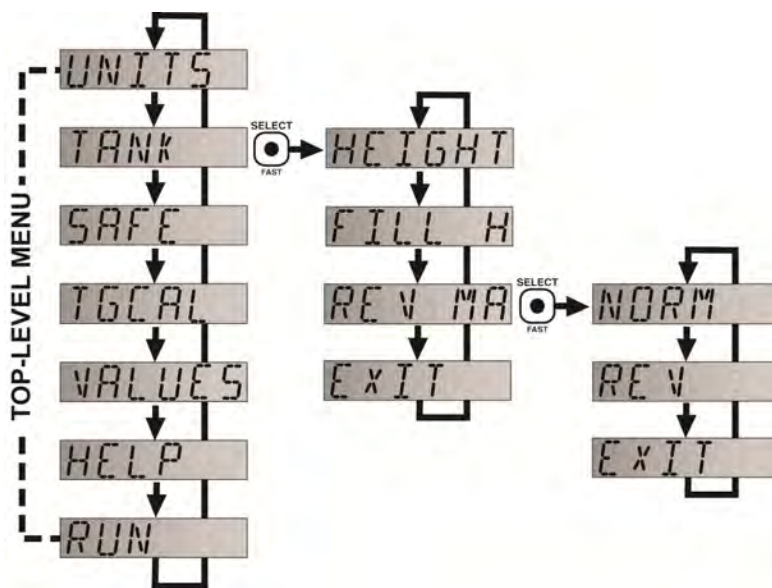 TOP-LEVEL MENU
UNITS
TANK
SAFE
TGCAL
VALUES
HELP
RUN
SELECT
FAST
HEIGHT
FILL H
REV MA
EXIT
SELECT
FAST
NORM
REV
EXIT